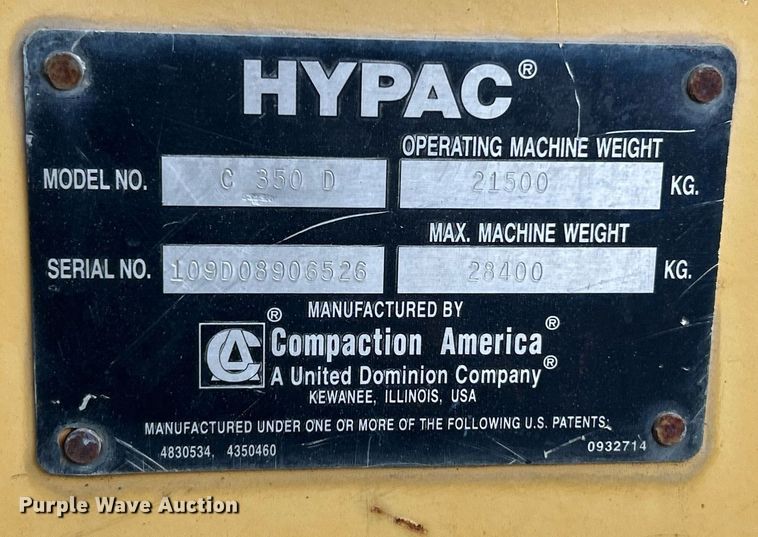 HYPAC®
OPERATING MACHINE WEIGHT
MODEL NO. C 350 D 21500 KG.
MAX. MACHINE WEIGHT
SERIAL NO. 109D08906526 28400 KG.
MANUFACTURED BY
CA ® Compaction America®
A United Dominion Company®
KEWANEE, ILLINOIS, USA
MANUFACTURED UNDER ONE OR MORE OF THE FOLLOWING U.S. PATENTS:
4830534, 4350460 0932714
Purple Wave Auction